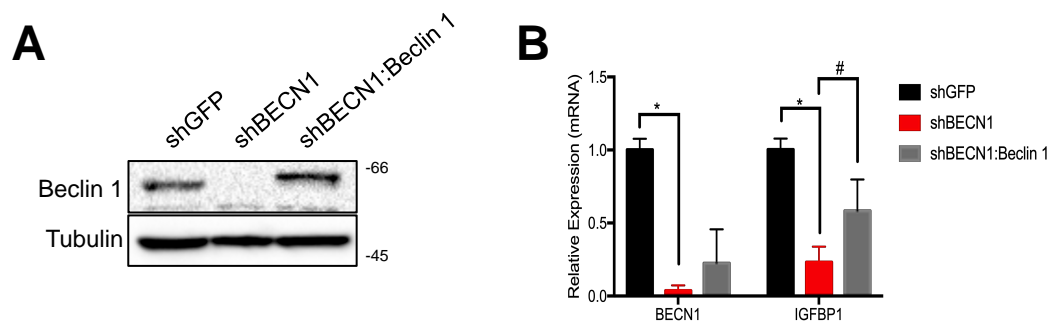 A
shGFP
shBECN1
shBECN1:Beclin 1
Beclin 1
-66
Tubulin
-45
B
Relative Expression (mRNA)
1.5
1.0
0.5
0.0
*
*
#
BECN1
IGFBP1
shGFP
shBECN1
shBECN1:Beclin 1